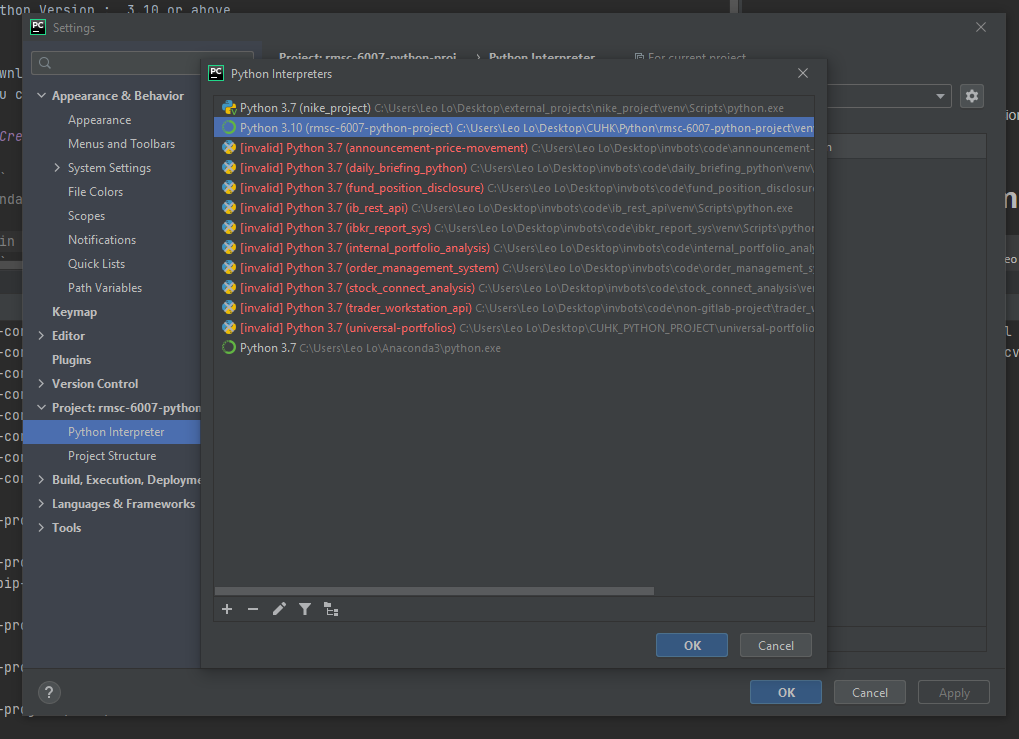 thon Version : 3.10 or above
Settings
Project: rmsc-6007-python-proj
Python Interpreter
For current project
Python Interpreters
Appearance & Behavior
Appearance
Menus and Toolbars
System Settings
File Colors
Scopes
Notifications
Quick Lists
Path Variables
Keymap
Editor
Plugins
Version Control
Project: rmsc-6007-python
Python Interpreter
Project Structure
Build, Execution, Deployme
Languages & Frameworks
Tools
Python 3.7 (nike_project) C:\Users\Leo Lo\Desktop\external_projects\nike_project\venv\Scripts\python.exe
Python 3.10 (rmsc-6007-python-project) C:\Users\Leo Lo\Desktop\CUHK\Python\rmsc-6007-python-project\ven
[invalid] Python 3.7 (announcement-price-movement) C:\Users\Leo Lo\Desktop\invbots\code\announcement-
[invalid] Python 3.7 (daily_briefing_python) C:\Users\Leo Lo\Desktop\invbots\code\daily_briefing_python\venv\
[invalid] Python 3.7 (fund_position_disclosure) C:\Users\Leo Lo\Desktop\invbots\code\fund_position_disclosure
[invalid] Python 3.7 (ib_rest_api) C:\Users\Leo Lo\Desktop\invbots\code\ib_rest_api\venv\Scripts\python.exe
[invalid] Python 3.7 (ibkr_report_sys) C:\Users\Leo Lo\Desktop\invbots\code\ibkr_report_sys\venv\Scripts\python
[invalid] Python 3.7 (internal_portfolio_analysis) C:\Users\Leo Lo\Desktop\invbots\code\internal_portfolio_analy
[invalid] Python 3.7 (order_management_system) C:\Users\Leo Lo\Desktop\invbots\code\order_management_sy
[invalid] Python 3.7 (stock_connect_analysis) C:\Users\Leo Lo\Desktop\invbots\code\stock_connect_analysis\ver
[invalid] Python 3.7 (trader_workstation_api) C:\Users\Leo Lo\Desktop\invbots\code\non-gitlab-project\trader_v
[invalid] Python 3.7 (universal-portfolios) C:\Users\Leo Lo\Desktop\CUHK_PYTHON_PROJECT\universal-portfolio
Python 3.7 C:\Users\Leo Lo\Anaconda3\python.exe
OK
Cancel
?
OK
Cancel
Apply